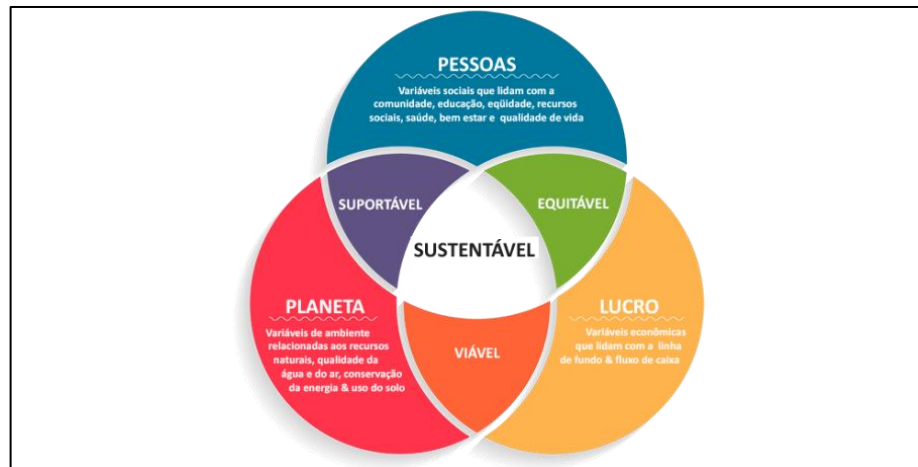 PESSOAS
Variáveis sociais que lidam com a
comunidade, educação, eqüidade, recursos
sociais, saúde, bem estar e qualidade de vida
SUPORTÁVEL
EQUITÁVEL
SUSTENTÁVEL
PLANETA
Variáveis de ambiente
relacionadas aos recursos
naturais, qualidade da
água e do ar, conservação
da energia & uso do solo
LUCRO
Variáveis econômicas
que lidam com a linha
de fundo & fluxo de caixa
VIÁVEL